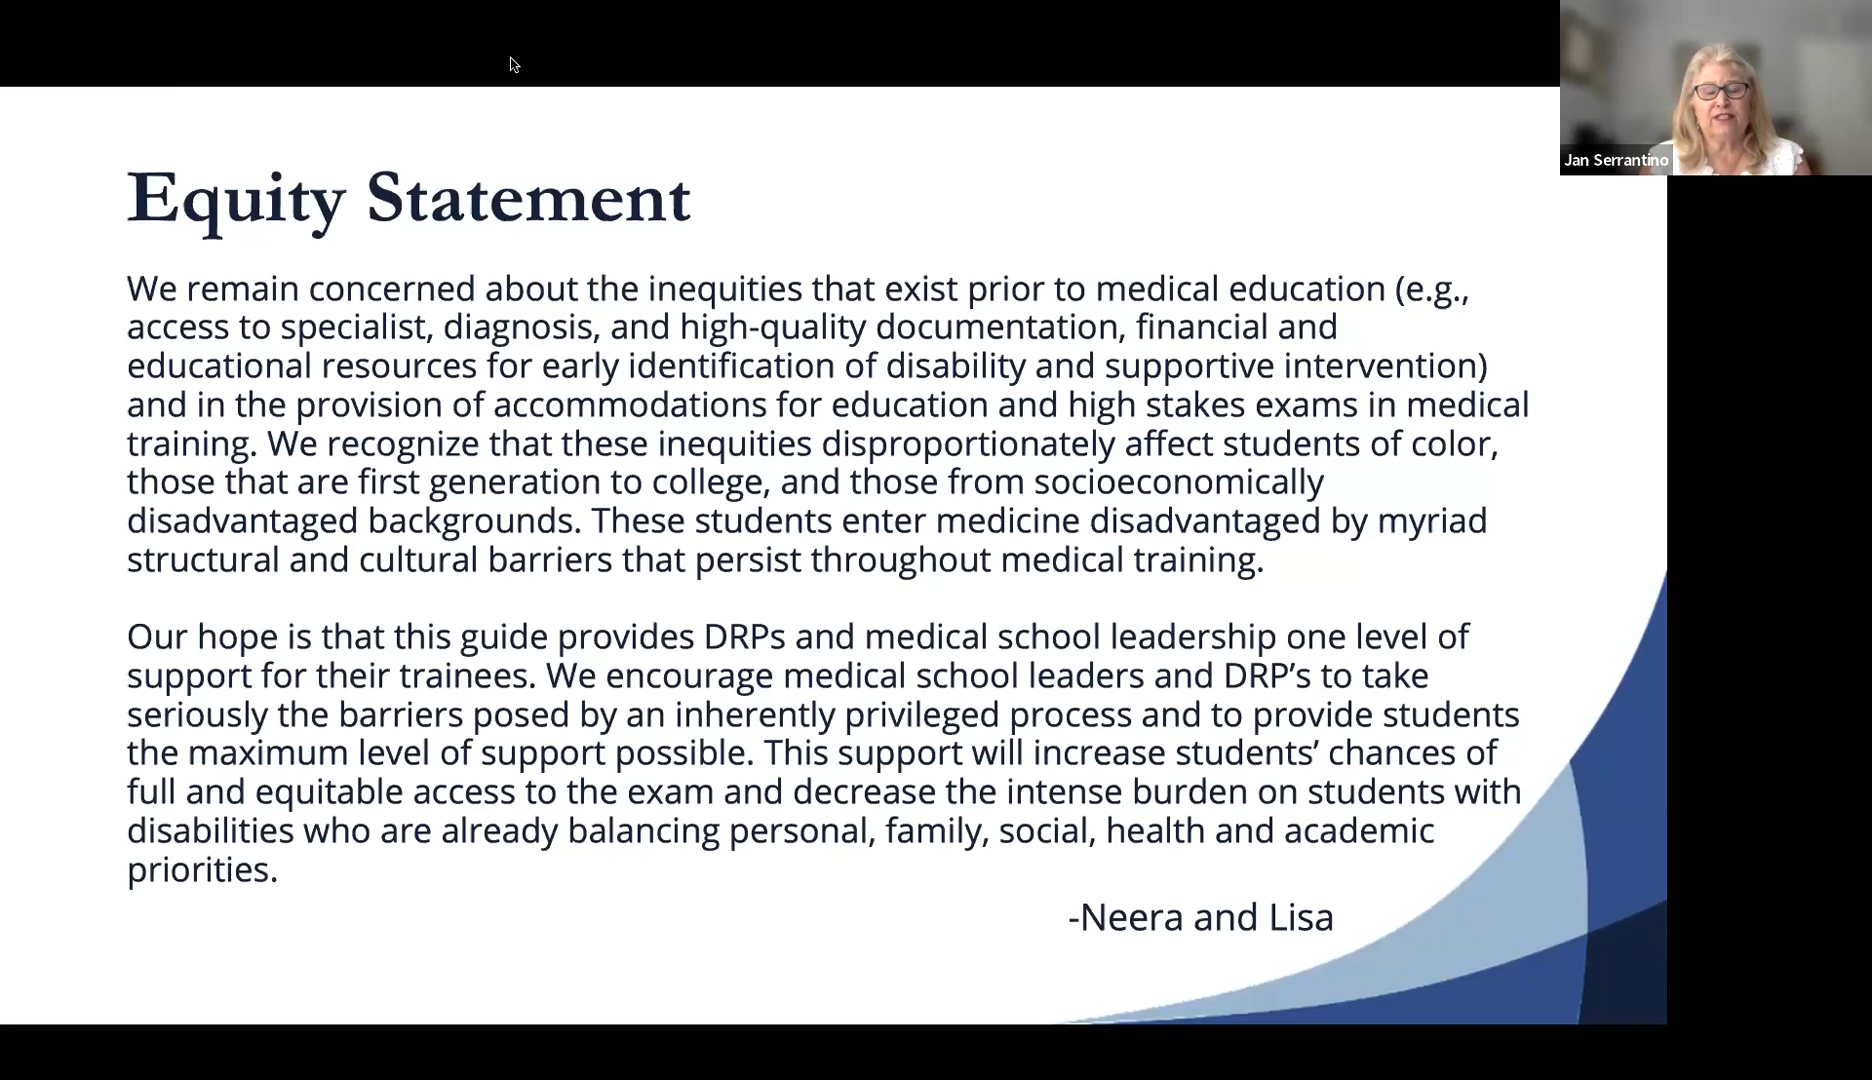 Jan Serrantino
Equity Statement
We remain concerned about the inequities that exist prior to medical education (e.g.,
access to specialist, diagnosis, and high-quality documentation, financial and
educational resources for early identification of disability and supportive intervention)
and in the provision of accommodations for education and high stakes exams in medical
training. We recognize that these inequities disproportionately affect students of color,
those that are first generation to college, and those from socioeconomically
disadvantaged backgrounds. These students enter medicine disadvantaged by myriad
structural and cultural barriers that persist throughout medical training.
Our hope is that this guide provides DRPs and medical school leadership one level of
support for their trainees. We encourage medical school leaders and DRP’s to take
seriously the barriers posed by an inherently privileged process and to provide students
the maximum level of support possible. This support will increase students’ chances of
full and equitable access to the exam and decrease the intense burden on students with
disabilities who are already balancing personal, family, social, health and academic
priorities.
-Neera and Lisa